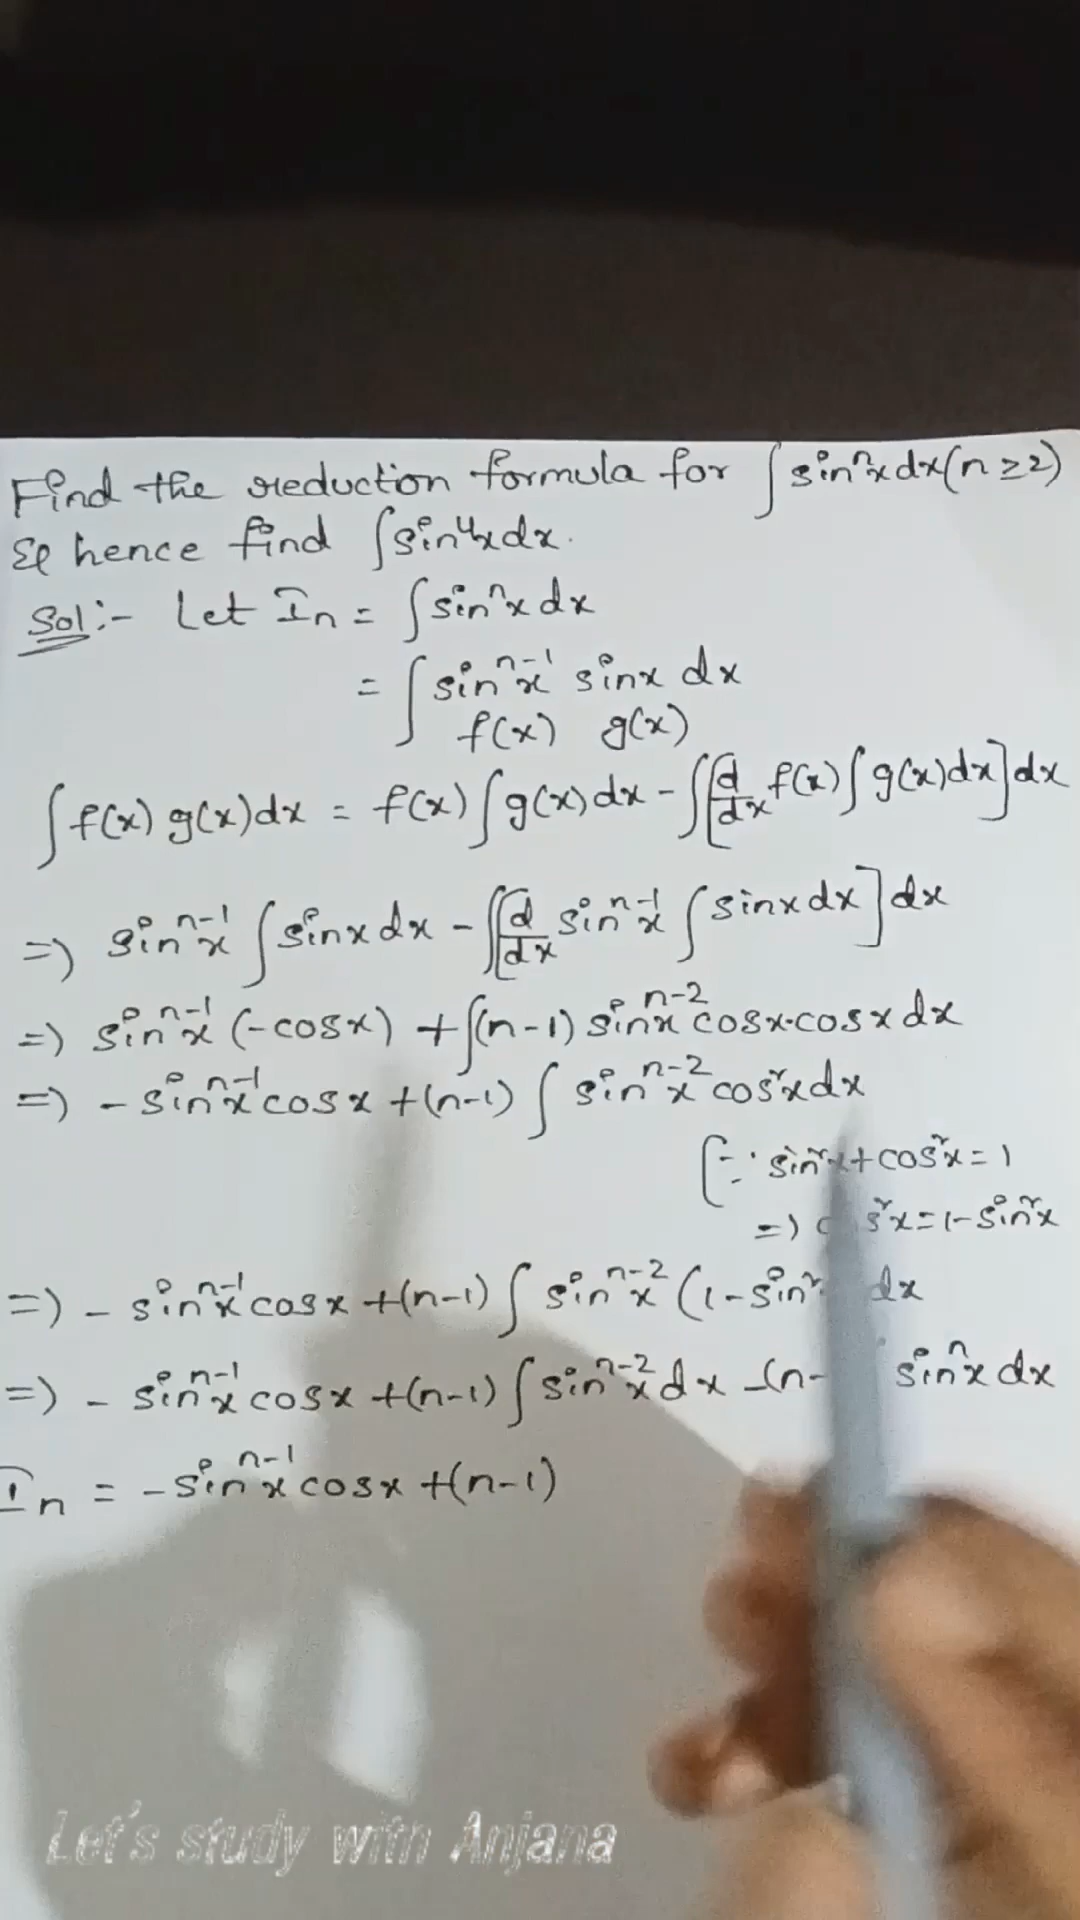 Find the reduction formula for ∫ sinⁿx dx (n ≥ 2)
& hence find ∫ sin⁴x dx.
Sol:- Let Iₙ = ∫ sinⁿx dx
= ∫ sinⁿ⁻¹x sinx dx
f(x) g(x)
∫ f(x) g(x) dx = f(x) ∫ g(x) dx - ∫[d/dx f(x) ∫ g(x) dx] dx
=) sinⁿ⁻¹x ∫ sinx dx - ∫[d/dx sinⁿ⁻¹x ∫ sinx dx] dx
=) sinⁿ⁻¹x (-cosx) + ∫(n-1) sinⁿ⁻²x cosx·cosx dx
=) - sinⁿ⁻¹x cosx + (n-1) ∫ sinⁿ⁻²x cos²x dx
[∵ sin²x + cos²x = 1
=) s²x = 1 - sin²x
=) - sinⁿ⁻¹x cosx + (n-1) ∫ sinⁿ⁻²x (1 - sin² dx
=) - sinⁿ⁻¹x cosx + (n-1) ∫ sinⁿ⁻²x dx - (n- sinⁿx dx
Iₙ = - sinⁿ⁻¹x cosx + (n-1)
Let's study with Anjana